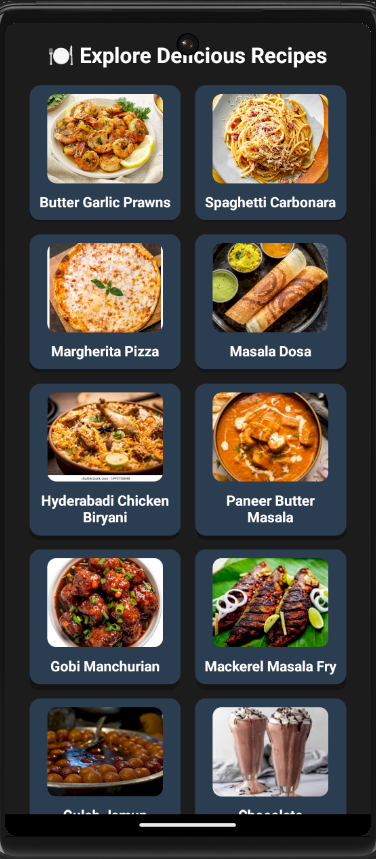 🍽️ Explore Delicious Recipes
Butter Garlic Prawns
Spaghetti Carbonara
Margherita Pizza
Masala Dosa
Hyderabadi Chicken
Biryani
Paneer Butter
Masala
Gobi Manchurian
Mackerel Masala Fry
Gulab Jamun
Chocolate